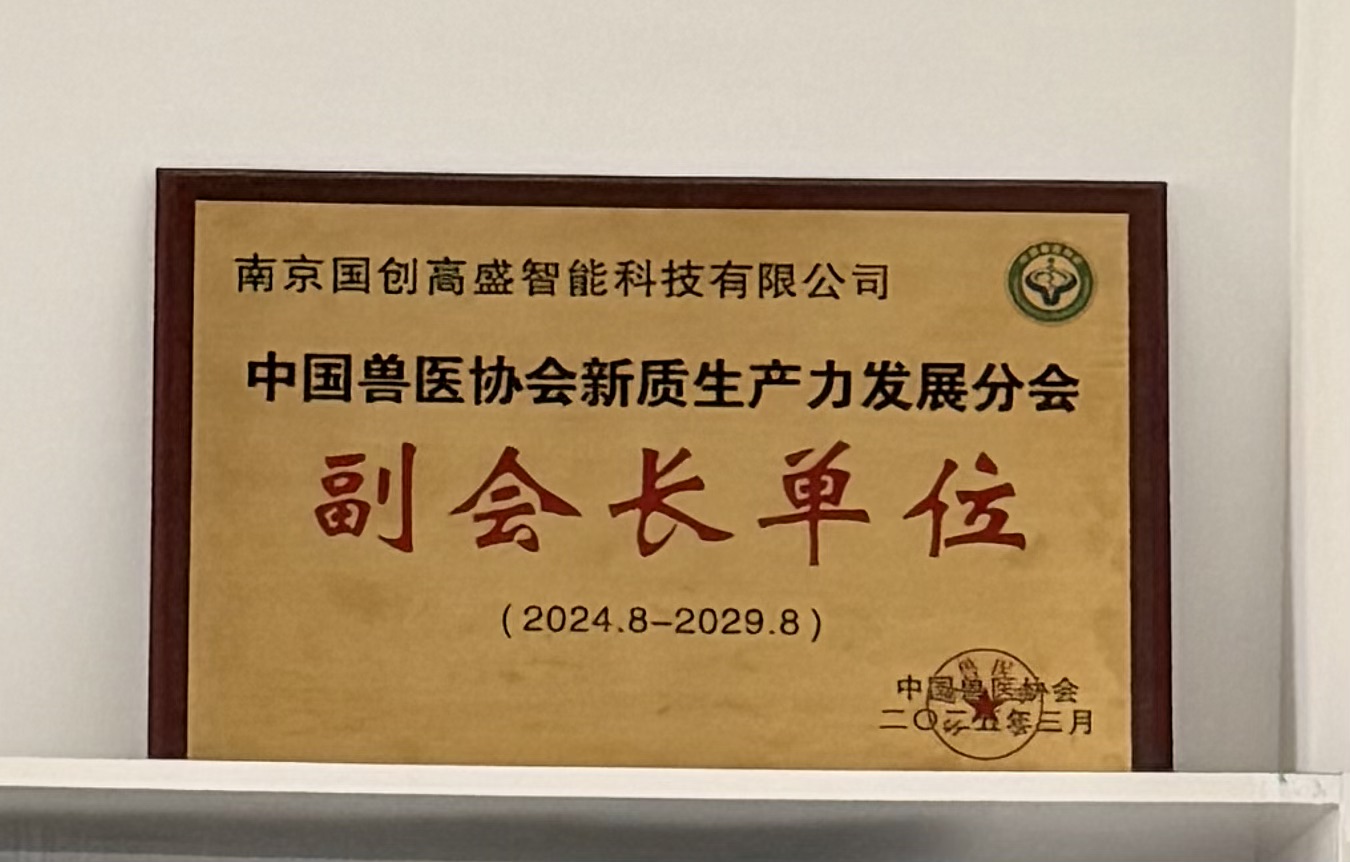 南京国创高盛智能科技有限公司
中国兽医协会新质生产力发展分会
副会长单位
(2024.8-2029.8)
中国兽医协会
二〇二五年三月